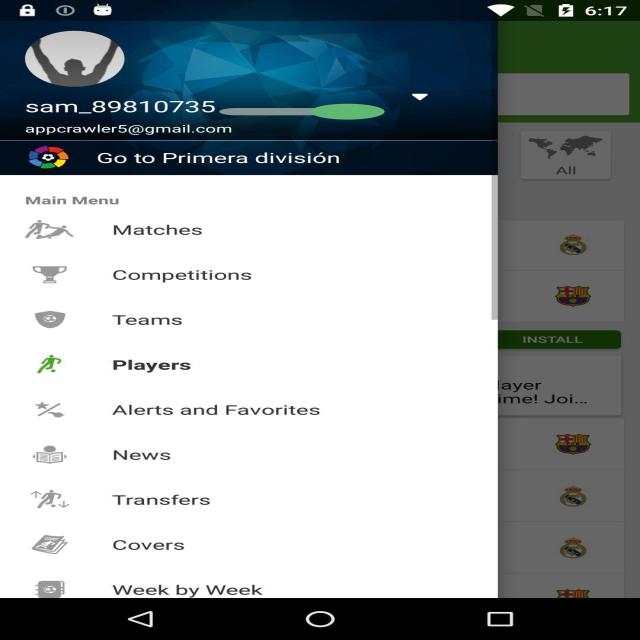 6:17
sam_89810735
appcrawler5@gmail.com
Go to Primera división
All
Main Menu
Matches
Competitions
Teams
INSTALL
Players
layer
ime! Joi...
Alerts and Favorites
News
Transfers
Covers
Week by Week